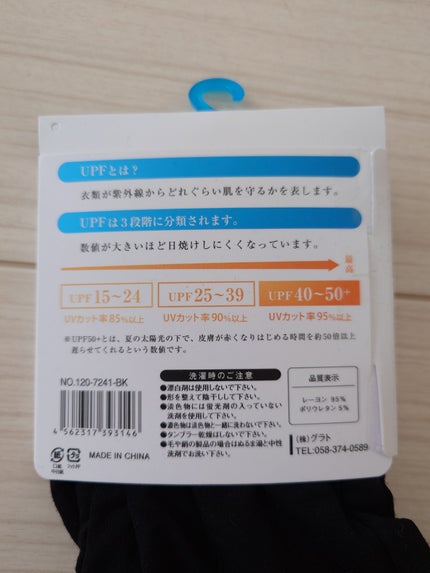 UPFとは?
衣類が紫外線からどれぐらい肌を守るかを表します。
UPFは3段階に分類されます。
数値が大きいほど日焼けしにくくなっています。
最高
UPF 15~24
UPF 25~39
UPF 40~50+
UVカット率85%以上
UVカット率90%以上
UVカット率95%以上
※UPF50+とは、夏の太陽光の下で、皮膚が赤くなりはじめる時間を約50倍以上
遅らせてくれるという数値です。
NO.120-7241-BK
4562317393146
MADE IN CHINA
洗濯時のご注意
●漂白剤は使用しないで下さい。
●形を整えて陰干しして下さい。
●淡色物には蛍光剤の入っていない
洗剤を使用して下さい。
●濃色物は淡色と一緒に洗わないで下さい。
●タンブラー乾燥はしないで下さい。
●毛や絹の製品の場合はぬるま湯と中性
洗剤でお洗い下さい。
品質表示
レーヨン 95%
ポリウレタン 5%
(株)グラト
TEL:058-374-0589